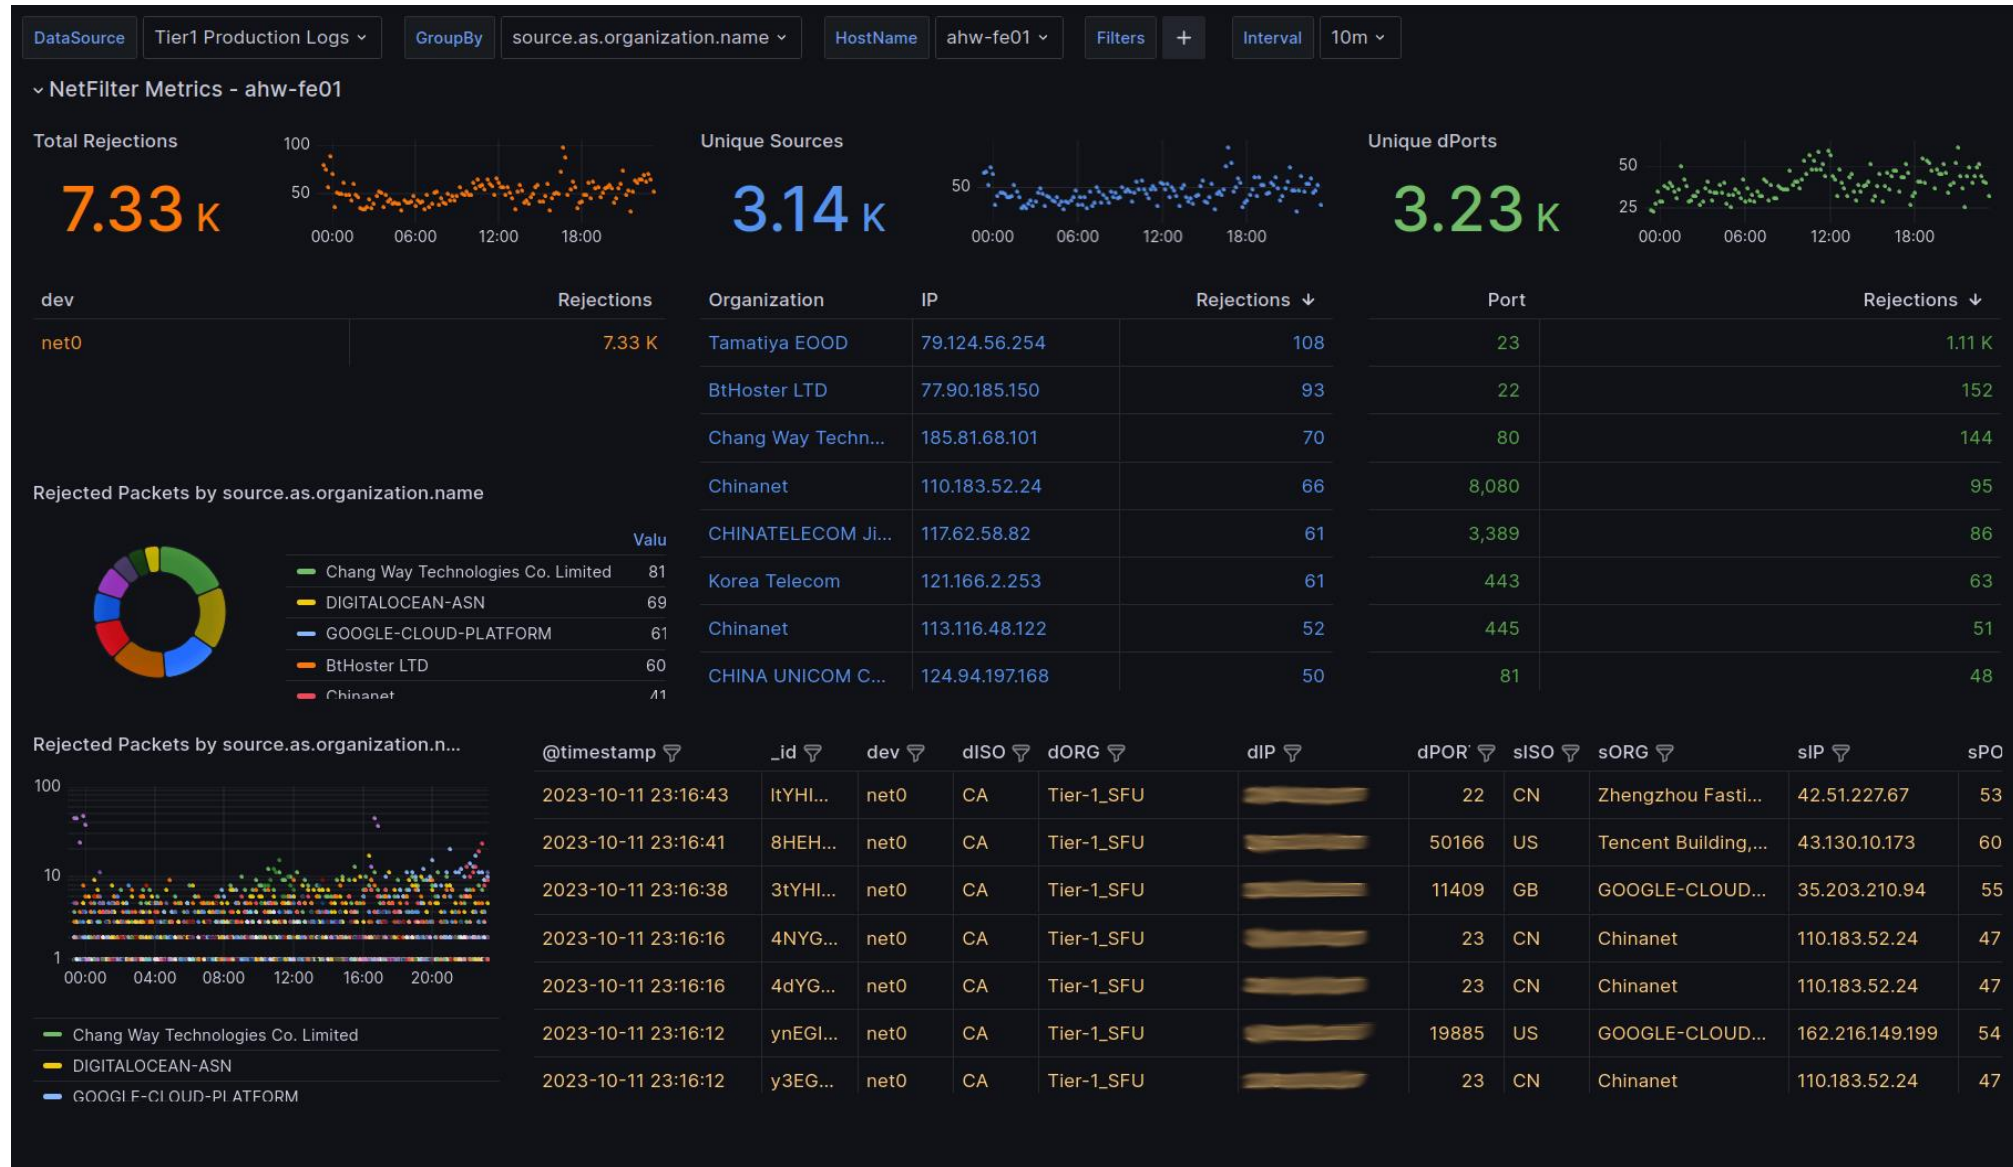 DataSource Tier1 Production Logs GroupBy source.as.organization.name HostName ahw-fe01 Filters + Interval 10m
NetFilter Metrics - ahw-fe01
Total Rejections
7.33 K
100
50
00:00 06:00 12:00 18:00
Unique Sources
3.14 K
50
00:00 06:00 12:00 18:00
Unique dPorts
3.23 K
50
25
00:00 06:00 12:00 18:00
dev Rejections
net0 7.33 K
Organization IP Rejections
Tamatiya EOOD 79.124.56.254 108
BtHoster LTD 77.90.185.150 93
Chang Way Techn... 185.81.68.101 70
Chinanet 110.183.52.24 66
CHINATELECOM Ji... 117.62.58.82 61
Korea Telecom 121.166.2.253 61
Chinanet 113.116.48.122 52
CHINA UNICOM C... 124.94.197.168 50
Port Rejections
23 1.11 K
22 152
80 144
8,080 95
3,389 86
443 63
445 51
81 48
Rejected Packets by source.as.organization.name
Valu
Chang Way Technologies Co. Limited 81
DIGITALOCEAN-ASN 69
GOOGLE-CLOUD-PLATFORM 61
BtHoster LTD 60
Chinanet 41
Rejected Packets by source.as.organization.n...
100
10
1
00:00 04:00 08:00 12:00 16:00 20:00
Chang Way Technologies Co. Limited
DIGITALOCEAN-ASN
GOOGLE-CLOUD-PLATFORM
@timestamp _id dev dISO dORG dIP dPOR sISO sORG sIP sPO
2023-10-11 23:16:43 ltYHI... net0 CA Tier-1_SFU 22 CN Zhengzhou Fasti... 42.51.227.67 53
2023-10-11 23:16:41 8HEH... net0 CA Tier-1_SFU 50166 US Tencent Building,... 43.130.10.173 60
2023-10-11 23:16:38 3tYHI... net0 CA Tier-1_SFU 11409 GB GOOGLE-CLOUD... 35.203.210.94 55
2023-10-11 23:16:16 4NYG... net0 CA Tier-1_SFU 23 CN Chinanet 110.183.52.24 47
2023-10-11 23:16:16 4dYG... net0 CA Tier-1_SFU 23 CN Chinanet 110.183.52.24 47
2023-10-11 23:16:12 ynEGI... net0 CA Tier-1_SFU 19885 US GOOGLE-CLOUD... 162.216.149.199 54
2023-10-11 23:16:12 y3EG... net0 CA Tier-1_SFU 23 CN Chinanet 110.183.52.24 47